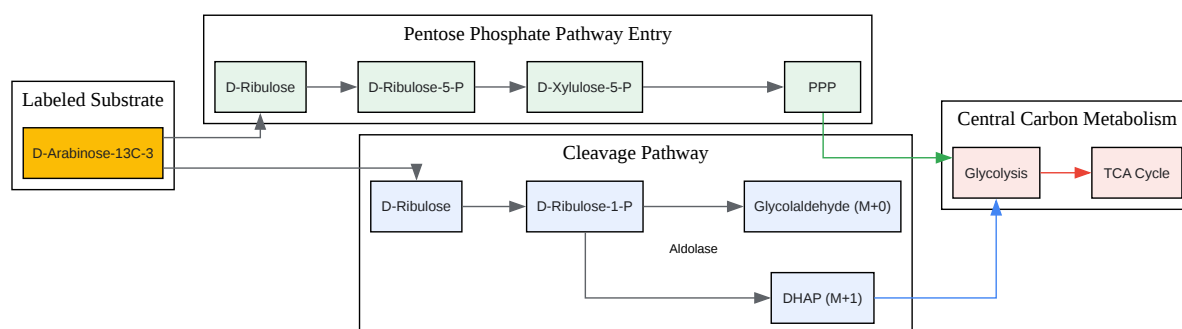 Pentose Phosphate Pathway Entry
D-Ribulose
D-Ribulose-5-P
D-Xylulose-5-P
PPP
Labeled Substrate
D-Arabinose-13C-3
Cleavage Pathway
D-Ribulose
D-Ribulose-1-P
Glycolaldehyde (M+0)
Aldolase
DHAP (M+1)
Central Carbon Metabolism
Glycolysis
TCA Cycle